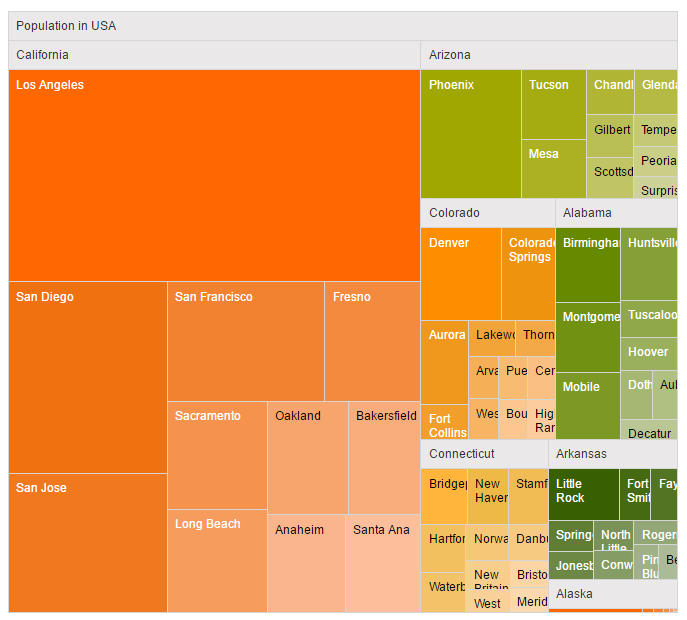 Population in USA
California
Los Angeles
San Diego
San Jose
San Francisco
Fresno
Sacramento
Long Beach
Oakland
Bakersfield
Anaheim
Santa Ana
Arizona
Phoenix
Tucson
Mesa
Chandl
Glenda
Gilbert
Scottsd
Tempe
Peoria
Surpris
Colorado
Denver
Colorado
Springs
Aurora
Fort
Collins
Lakewo
Thorn
Arva
Pue
Cen
Wes
Bou
Hig
Ran
Alabama
Birmingha
Montgome
Mobile
Huntsville
Tuscaloo
Hoover
Doth
Aub
Decatur
Connecticut
Bridgep
New
Haven
Stamf
Hartfor
Waterb
Norwa
Danbu
New
Britain
Bristo
West
Merid
Arkansas
Little
Rock
Fort
Smit
Fay
Spring
Jonesb
North
Little
Conw
Rogers
Pin
Blu
Be
Alaska